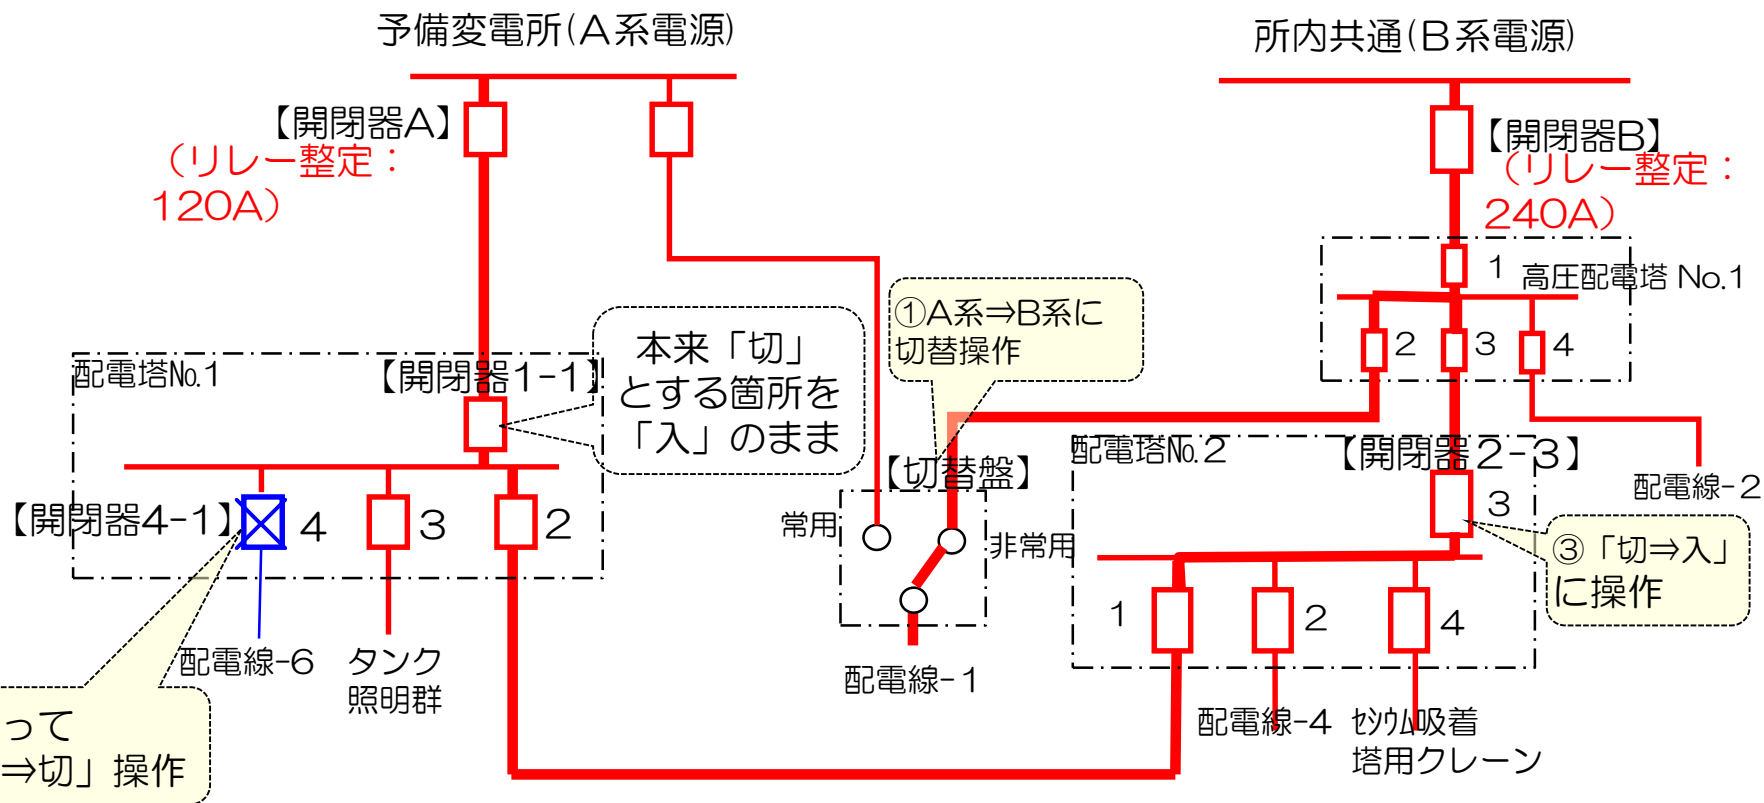 予備変電所(A系電源)
所内共通(B系電源)
【開閉器A】
（リレー整定：
120A）
【開閉器B】
（リレー整定：
240A）
1
高圧配電塔 No.1
2
3
4
①A系⇒B系に
切替操作
本来「切」
とする箇所を
「入」のまま
配電塔No.1
【開閉器1-1】
【開閉器4-1】
4
3
2
配電線-6
タンク
照明群
って
⇒切」操作
【切替盤】
常用
非常用
配電線-1
配電塔No.2
【開閉器2-3】
配電線-2
3
③「切⇒入」
に操作
1
2
4
配電線-4
ｾｼｳﾑ吸着
塔用クレーン